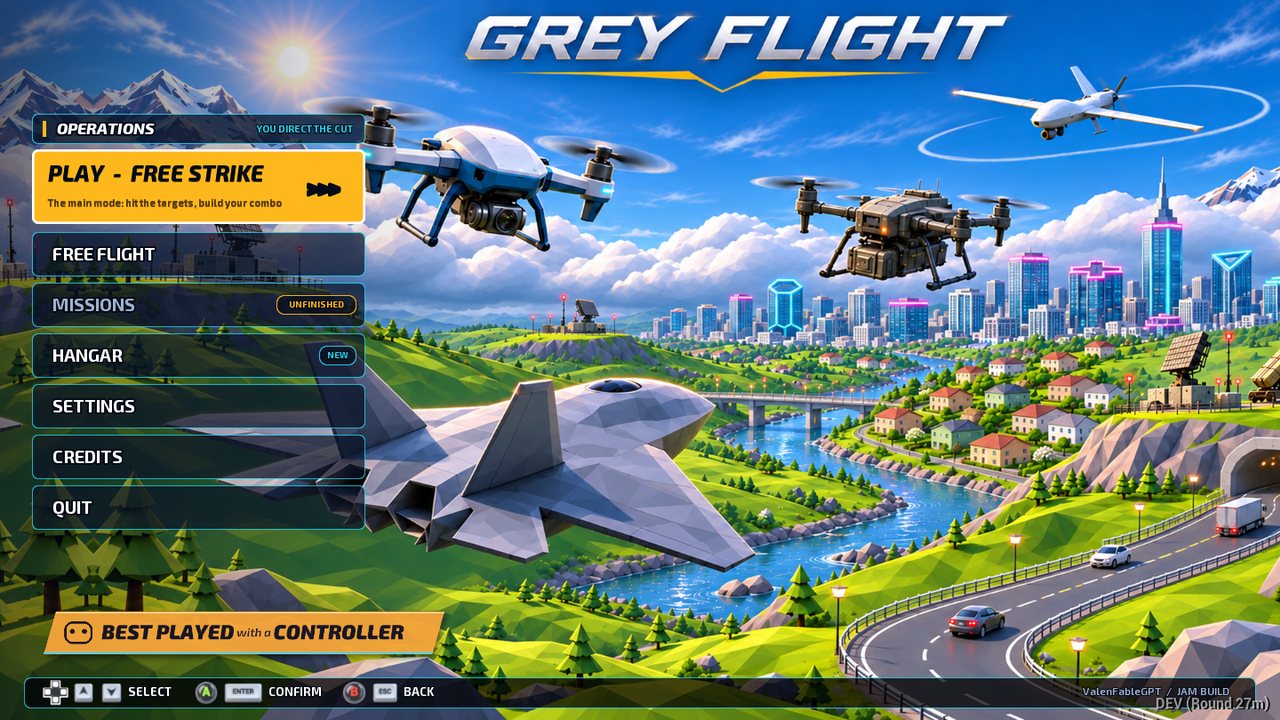 GREY FLIGHT
OPERATIONS
YOU DIRECT THE CUT
PLAY - FREE STRIKE
The main mode: hit the targets, build your combo
FREE FLIGHT
MISSIONS
UNFINISHED
HANGAR
NEW
SETTINGS
CREDITS
QUIT
BEST PLAYED with a CONTROLLER
SELECT
A ENTER CONFIRM
B ESC BACK
ValenFableGPT / JAM BUILD
DEV (Round 27m)